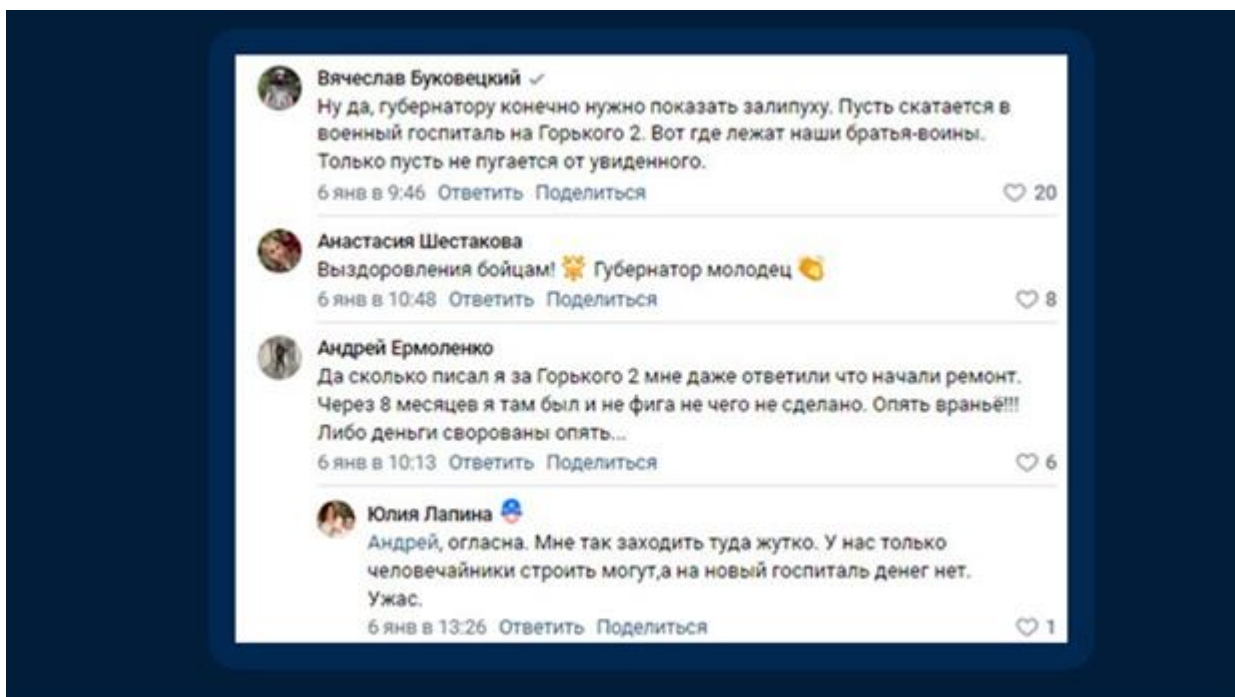 Вячеслав Буковецкий
Ну да, губернатору конечно нужно показать залипуху. Пусть скатается в
военный госпиталь на Горького 2. Вот где лежат наши братья-воины.
Только пусть не пугается от увиденного.
6 янв в 9:46 Ответить Поделиться 20
Анастасия Шестакова
Выздоровления бойцам! Губернатор молодец
6 янв в 10:48 Ответить Поделиться 8
Андрей Ермоленко
Да сколько писал я за Горького 2 мне даже ответили что начали ремонт.
Через 8 месяцев я там был и не фига не чего не сделано. Опять враньё!!!
Либо деньги сворованы опять...
6 янв в 10:13 Ответить Поделиться 6
Юлия Лапина
Андрей, огласна. Мне так заходить туда жутко. У нас только
человечайники строить могут,а на новый госпиталь денег нет.
Ужас.
6 янв в 13:26 Ответить Поделиться 1